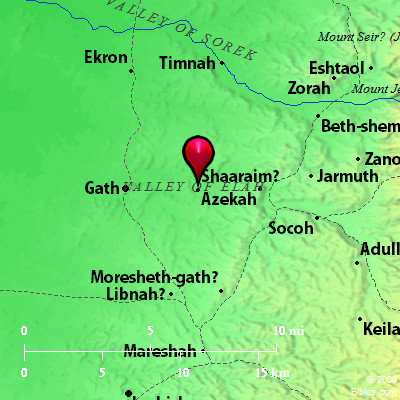 VALLEY OF SOREK
Mount Seir? (J
Ekron
Timnah
Eshtaol
Zorah
Mount Je
Beth-shem
Zano
Shaaraim?
Jarmuth
Gath
VALLEY OF ELAH
Azekah
Socoh
Adull
Moresheth-gath?
Libnah?
Keila
0 5 10 mi
Mareshah
0 5 10 15 km
Bibles.com